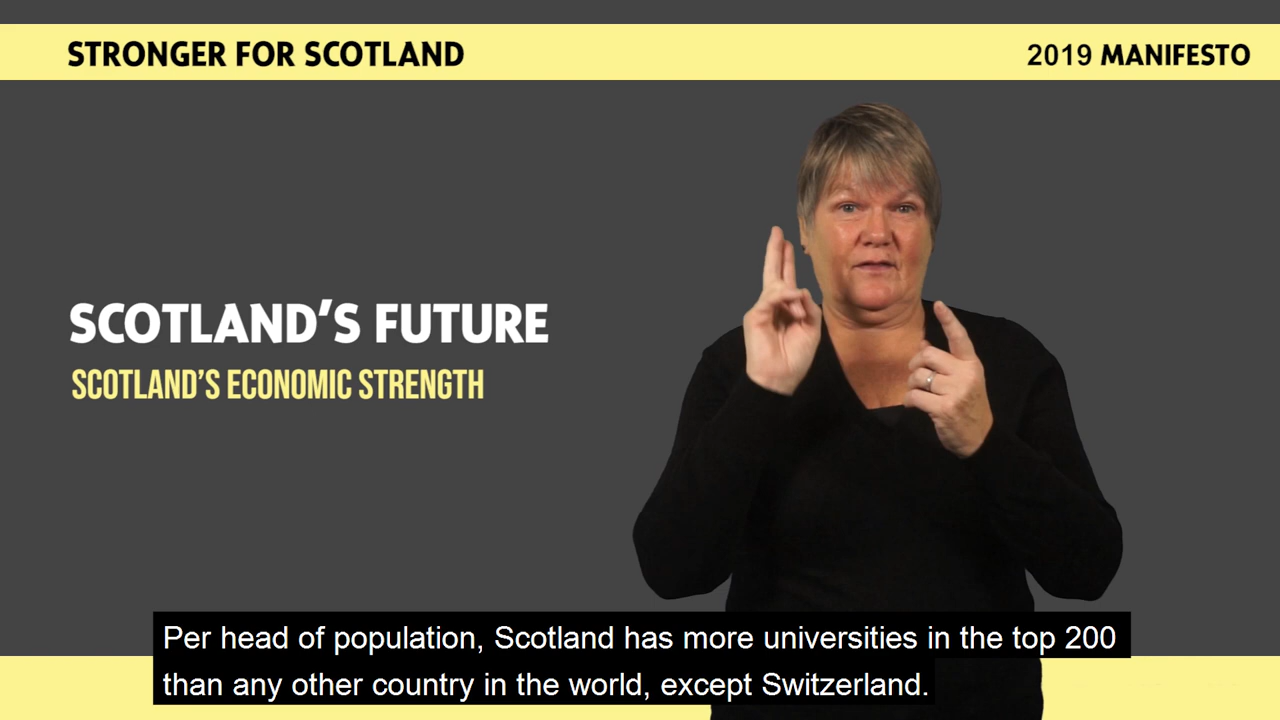 STRONGER FOR SCOTLAND
2019 MANIFESTO
SCOTLAND'S FUTURE
SCOTLAND'S ECONOMIC STRENGTH
Per head of population, Scotland has more universities in the top 200
than any other country in the world, except Switzerland.